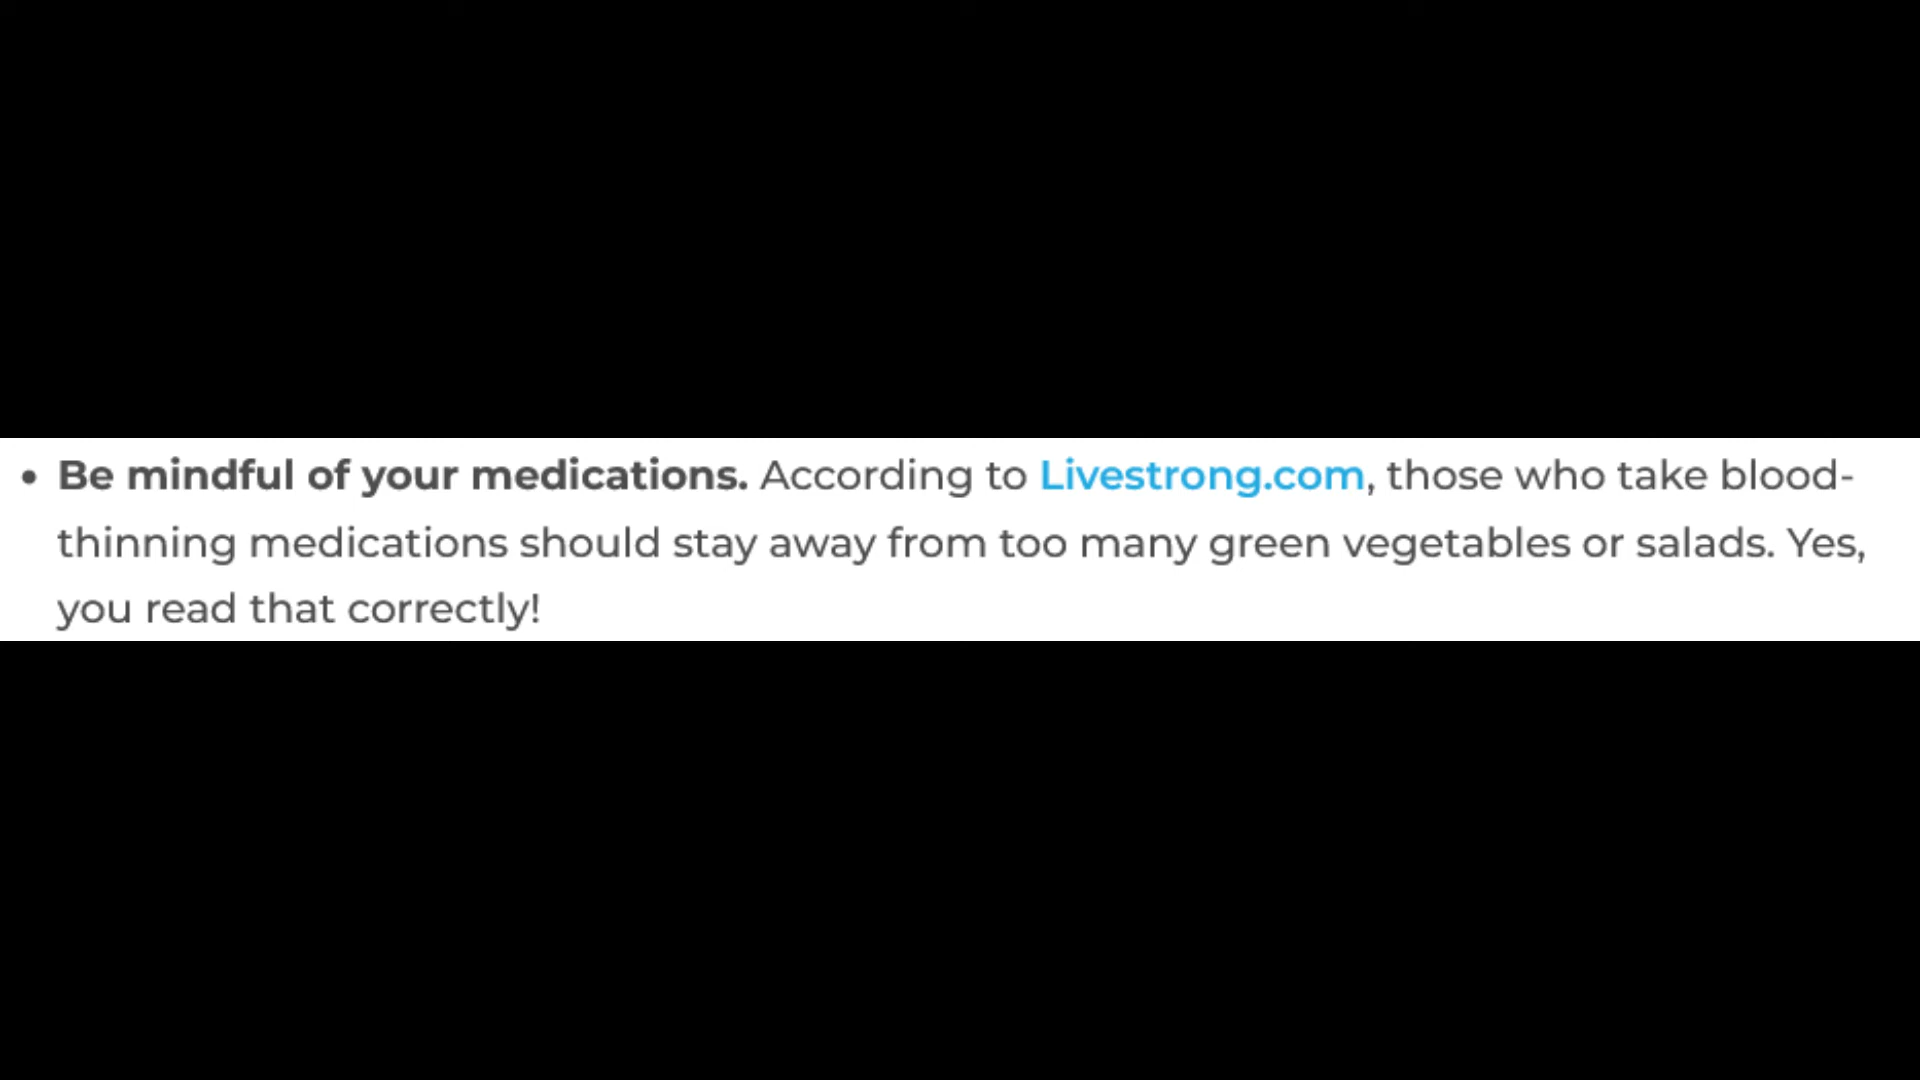 • Be mindful of your medications. According to Livestrong.com, those who take blood-
thinning medications should stay away from too many green vegetables or salads. Yes,
you read that correctly!